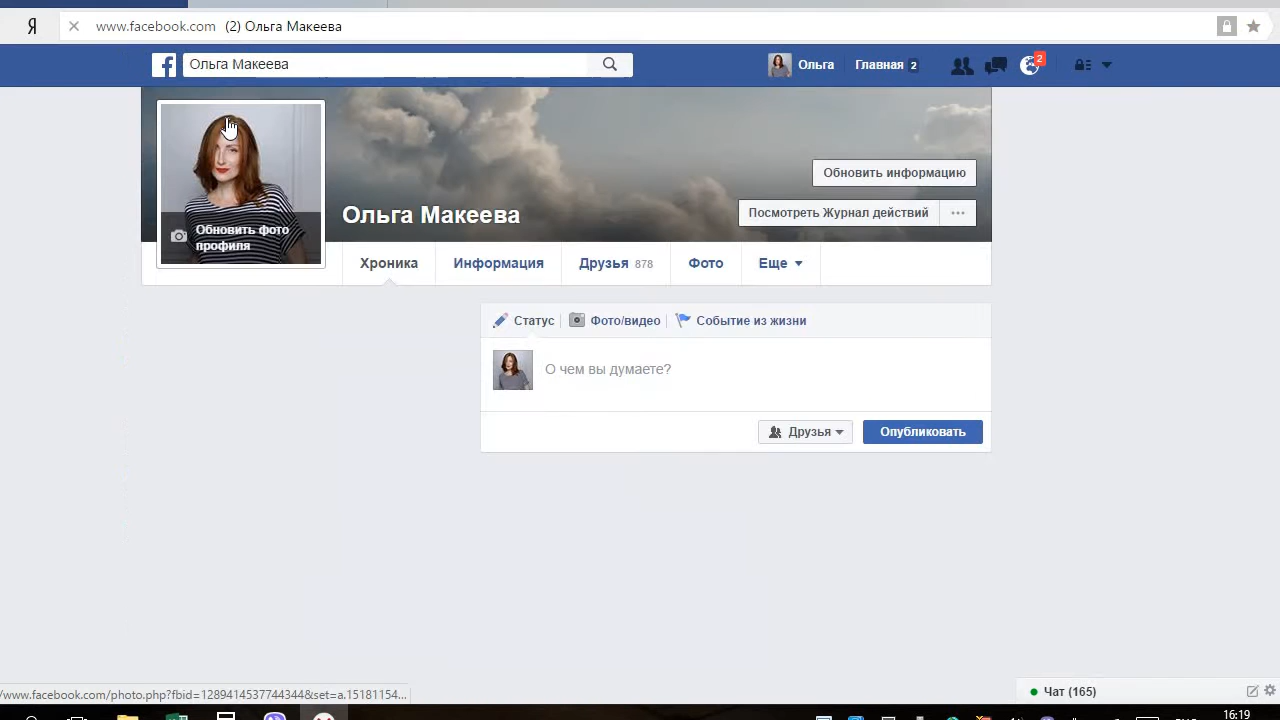 Я www.facebook.com (2) Ольга Макеева
f Ольга Макеева Ольга Главная 2 2
Обновить информацию
Ольга Макеева Посмотреть Журнал действий ...
Обновить фото
профиля
Хроника Информация Друзья 878 Фото Еще
Статус Фото/видео Событие из жизни
О чем вы думаете?
Друзья Опубликовать
/www.facebook.com/photo.php?fbid=1289414537744344&set=a.15181154...
Чат (165)
16:19